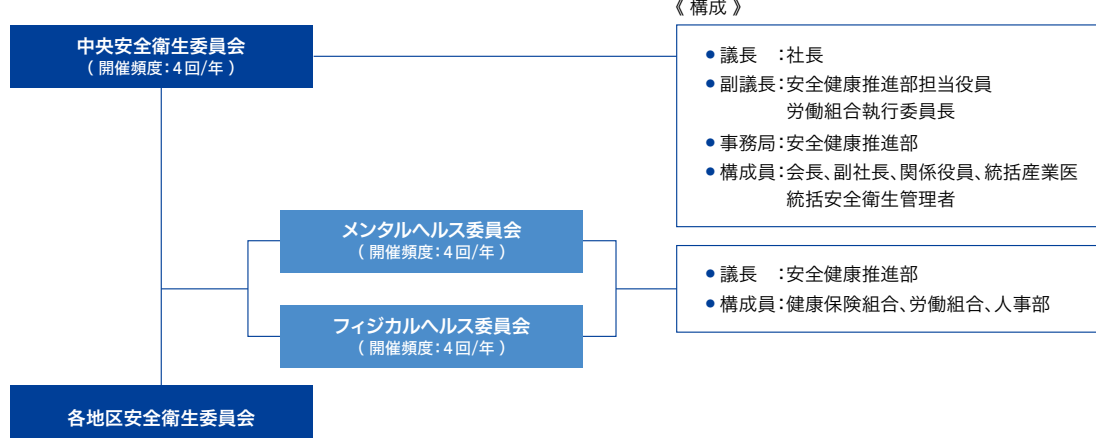 《 構成 》
中央安全衛生委員会
（ 開催頻度：4回/年 ）
● 議長　：社長
● 副議長：安全健康推進部担当役員
労働組合執行委員長
● 事務局：安全健康推進部
● 構成員：会長、副社長、関係役員、統括産業医
統括安全衛生管理者
メンタルヘルス委員会
（ 開催頻度：4回/年 ）
フィジカルヘルス委員会
（ 開催頻度：4回/年 ）
● 議長　：安全健康推進部
● 構成員：健康保険組合、労働組合、人事部
各地区安全衛生委員会